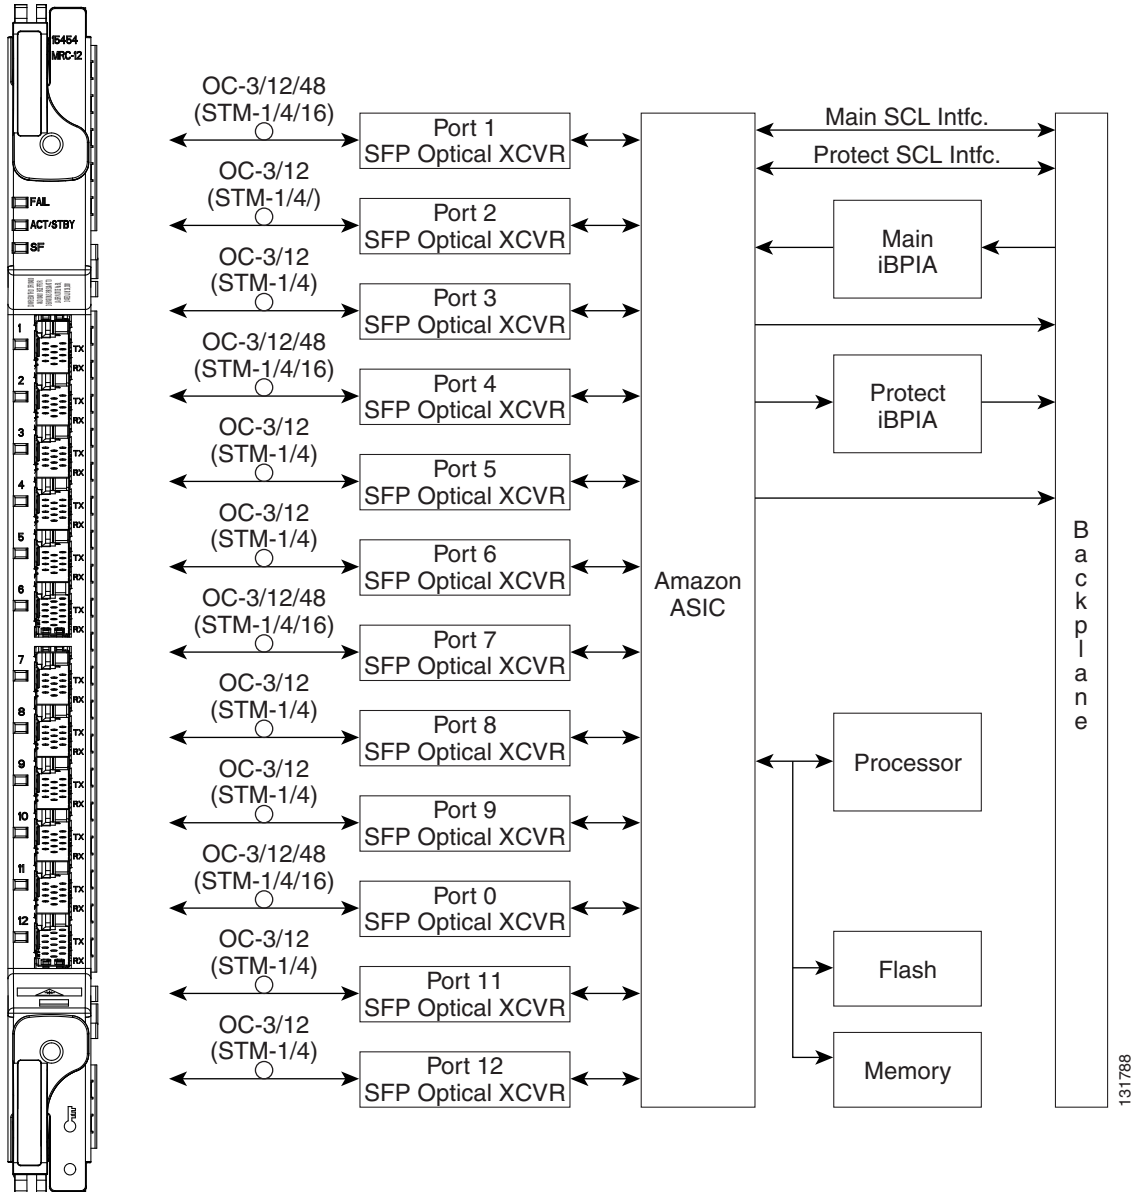 15454
MRC-12
FAIL
ACT/STBY
SF
1
TX
RX
2
TX
RX
3
TX
RX
4
TX
RX
5
TX
RX
6
TX
RX
7
TX
RX
8
TX
RX
9
TX
RX
10
TX
RX
11
TX
RX
12
TX
RX
OC-3/12/48
(STM-1/4/16)
Port 1
SFP Optical XCVR
OC-3/12
(STM-1/4/)
Port 2
SFP Optical XCVR
OC-3/12
(STM-1/4)
Port 3
SFP Optical XCVR
OC-3/12/48
(STM-1/4/16)
Port 4
SFP Optical XCVR
OC-3/12
(STM-1/4)
Port 5
SFP Optical XCVR
OC-3/12
(STM-1/4)
Port 6
SFP Optical XCVR
OC-3/12/48
(STM-1/4/16)
Port 7
SFP Optical XCVR
OC-3/12
(STM-1/4)
Port 8
SFP Optical XCVR
OC-3/12
(STM-1/4)
Port 9
SFP Optical XCVR
OC-3/12/48
(STM-1/4/16)
Port 0
SFP Optical XCVR
OC-3/12
(STM-1/4)
Port 11
SFP Optical XCVR
OC-3/12
(STM-1/4)
Port 12
SFP Optical XCVR
Amazon
ASIC
Main SCL Intfc.
Protect SCL Intfc.
Main
iBPIA
Protect
iBPIA
Processor
Flash
Memory
Backplane
131788